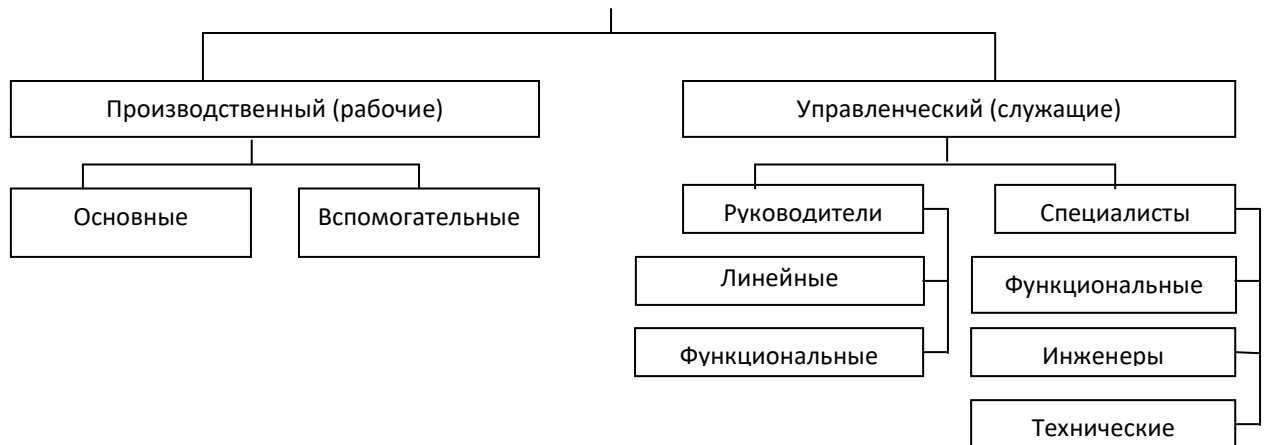 Производственный (рабочие)
Управленческий (служащие)
Основные
Вспомогательные
Руководители
Специалисты
Линейные
Функциональные
Функциональные
Инженеры
Технические